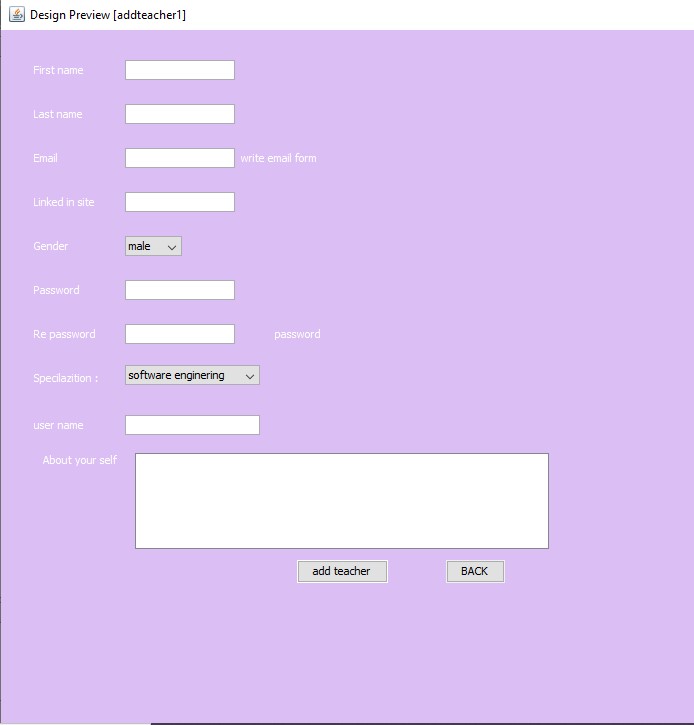 Design Preview [addteacher1]
First name
Last name
Email write email form
Linked in site
Gender male
Password
Re password password
Specilazition : software enginering
user name
About your self
add teacher BACK